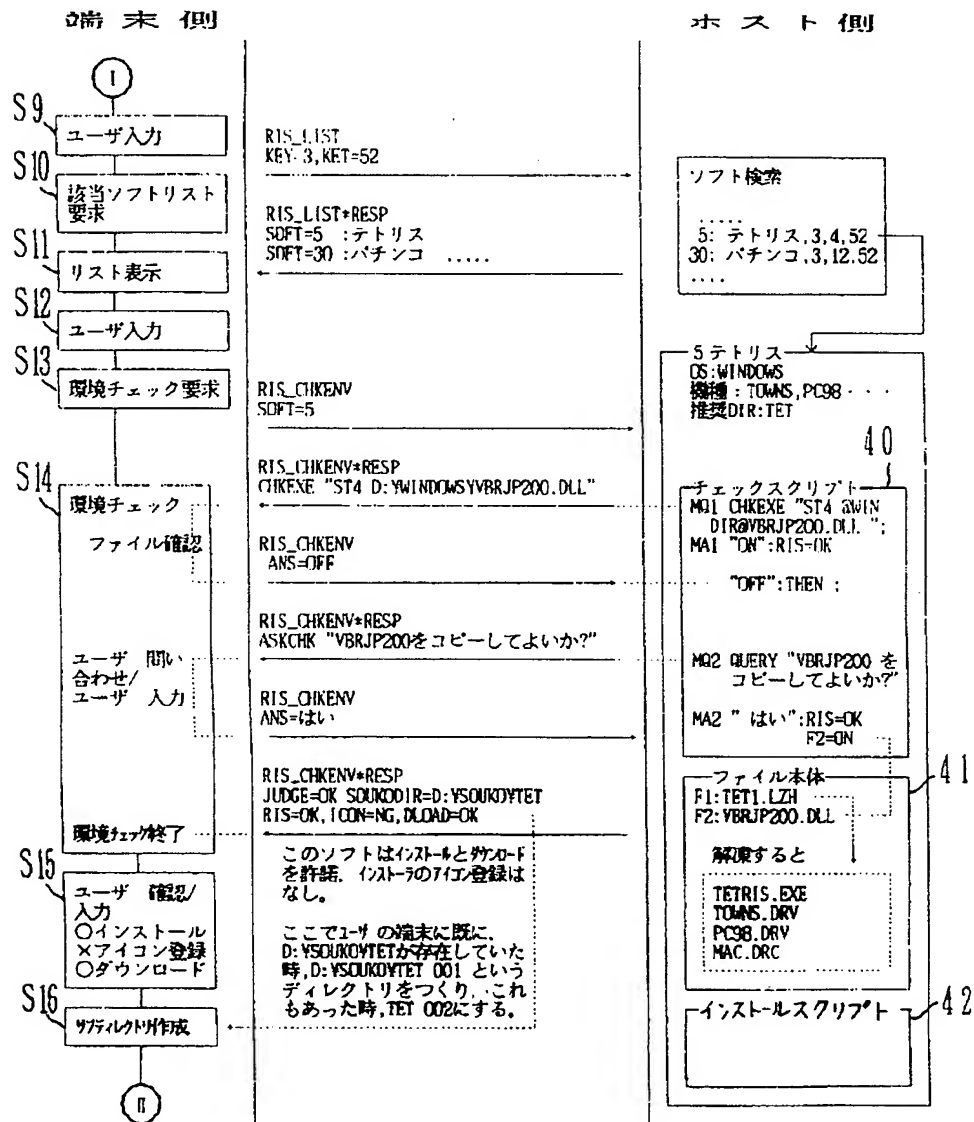 端末側
ホスト側
I
S9
ユーザ入力
S10
該当ソフトリスト
要求
S11
リスト表示
S12
ユーザ入力
S13
環境チェック要求
S14
環境チェック
ファイル確認
ユーザ 問い
合わせ/
ユーザ 入力
環境チェック終了
S15
ユーザ 確認/
入力
○インストール
×アイコン登録
○ダウンロード
S16
サブディレクトリ作成
II
RIS_LIST
KEY-3,KET=52
RIS_LIST*RESP
SOFT=5 :テトリス
SOFT=30 :パチンコ .....
RIS_CHKENV
SOFT=5
RIS_CHKENV*RESP
CHKEXE "ST4 D:¥WINDOWS¥VBRJP200.DLL"
RIS_CHKENV
ANS=OFF
RIS_CHKENV*RESP
ASKCHK "VBRJP200をコピーしてよいか?"
RIS_CHKENV
ANS=はい
RIS_CHKENV*RESP
JUDGE=OK SOUKODIR=D:¥SOUKO¥TET
RIS=OK,ICON=NG,DLOAD=OK
このソフトはインストールとダウンロード
を許諾、インストーラのアイコン登録は
なし。
ここでユーザ の端末に既に、
D:¥SOUKO¥TETが存在していた
時,D:¥SOUKO¥TET 001 という
ディレクトリをつくり、これ
もあった時,TET 002にする。
ソフト検索
.....
5: テトリス,3,4,52
30: パチンコ,3,12.52
....
5テトリス
OS:WINDOWS
機種:TOWNS,PC98・・・
推奨DIR:TET
40
チェックスクリプト
MQ1 CHKEXE "ST4 @WIN
DIR@VBRJP200.DLL ";
MA1 "ON":RIS=OK
"OFF":THEN ;
MQ2 QUERY "VBRJP200 を
コピーしてよいか?"
MA2 " はい":RIS=OK
F2=ON
41
ファイル本体
F1:TET1.LZH
F2:VBRJP200.DLL
解凍すると
TETRIS.EXE
TOWNS.DRV
PC98.DRV
MAC.DRC
インストールスクリプト
42